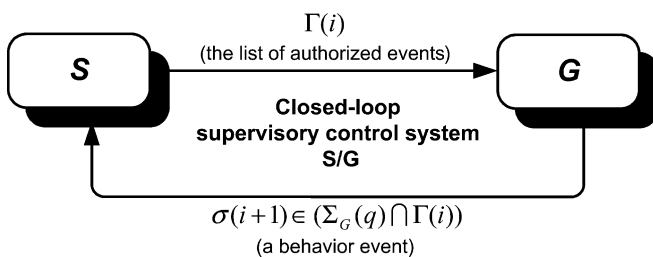 Γ(i)
(the list of authorized events)
S
G
Closed-loop
supervisory control system
S/G
σ(i+1)∈(Σ_G(q)⋂Γ(i))
(a behavior event)